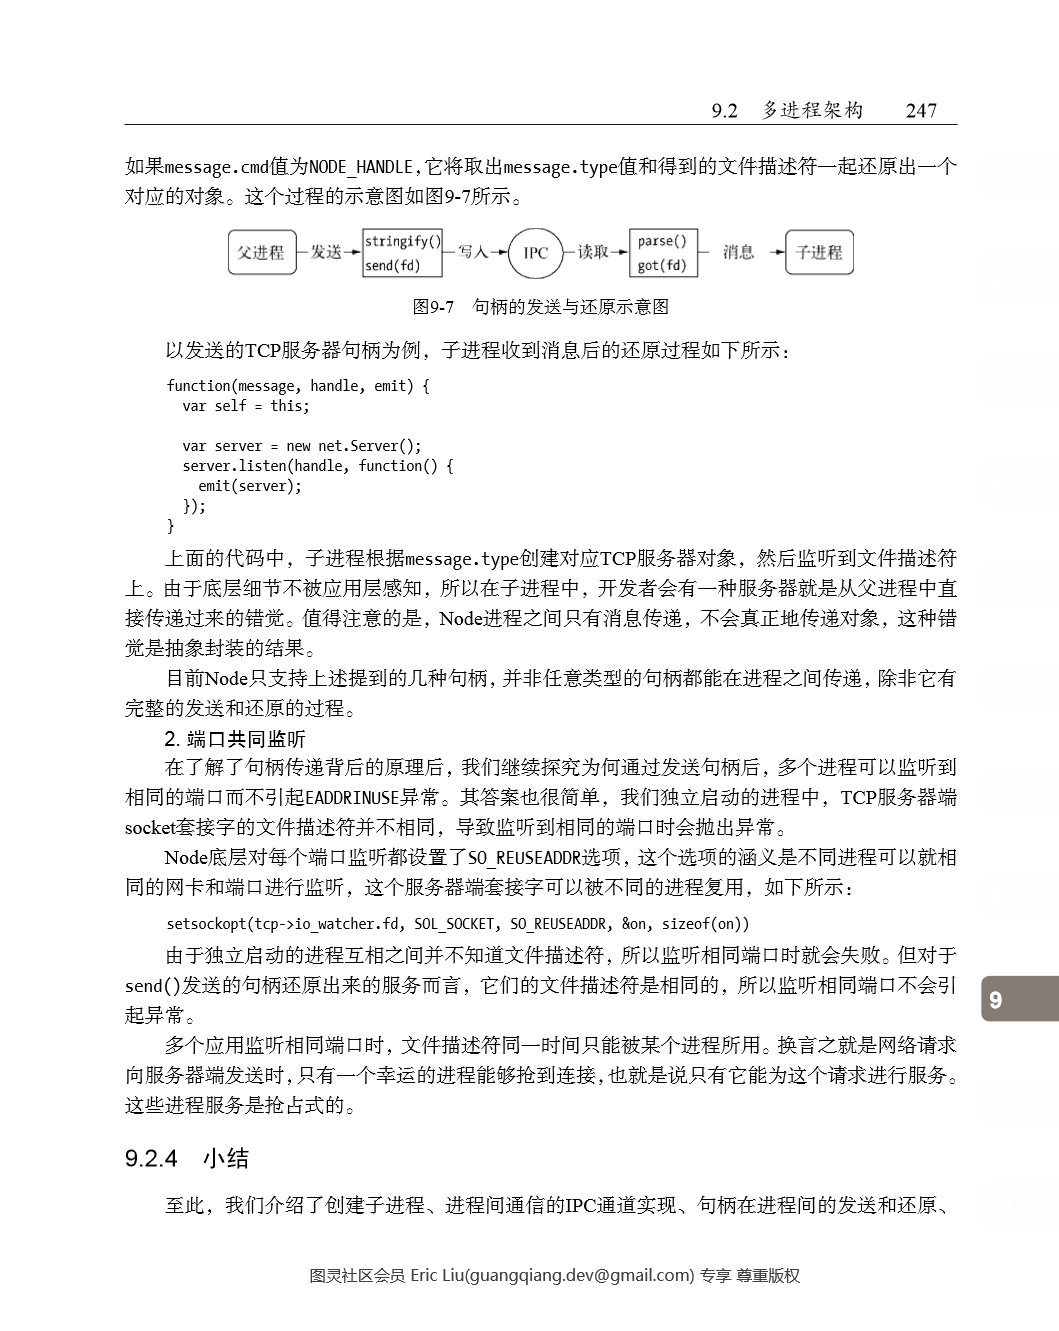 9.2 多进程架构 247
如果message.cmd值为NODE_HANDLE,它将取出message.type值和得到的文件描述符一起还原出一个
对应的对象。这个过程的示意图如图9-7所示。
父进程 发送 stringify() send(fd) 写入 IPC 读取 parse() got(fd) 消息 子进程
图9-7 句柄的发送与还原示意图
以发送的TCP服务器句柄为例，子进程收到消息后的还原过程如下所示：
function(message, handle, emit) {
  var self = this;
  var server = new net.Server();
  server.listen(handle, function() {
    emit(server);
  });
}
上面的代码中，子进程根据message.type创建对应TCP服务器对象，然后监听到文件描述符
上。由于底层细节不被应用层感知，所以在子进程中，开发者会有一种服务器就是从父进程中直
接传递过来的错觉。值得注意的是，Node进程之间只有消息传递，不会真正地传递对象，这种错
觉是抽象封装的结果。
目前Node只支持上述提到的几种句柄，并非任意类型的句柄都能在进程之间传递，除非它有
完整的发送和还原的过程。
2. 端口共同监听
在了解了句柄传递背后的原理后，我们继续探究为何通过发送句柄后，多个进程可以监听到
相同的端口而不引起EADDRINUSE异常。其答案也很简单，我们独立启动的进程中，TCP服务器端
socket套接字的文件描述符并不相同，导致监听到相同的端口时会抛出异常。
Node底层对每个端口监听都设置了SO_REUSEADDR选项，这个选项的涵义是不同进程可以就相
同的网卡和端口进行监听，这个服务器端套接字可以被不同的进程复用，如下所示：
setsockopt(tcp->io_watcher.fd, SOL_SOCKET, SO_REUSEADDR, &on, sizeof(on))
由于独立启动的进程互相之间并不知道文件描述符，所以监听相同端口时就会失败。但对于
send()发送的句柄还原出来的服务而言，它们的文件描述符是相同的，所以监听相同端口不会引
起异常。
9
多个应用监听相同端口时，文件描述符同一时间只能被某个进程所用。换言之就是网络请求
向服务器端发送时，只有一个幸运的进程能够抢到连接，也就是说只有它能为这个请求进行服务。
这些进程服务是抢占式的。
9.2.4 小结
至此，我们介绍了创建子进程、进程间通信的IPC通道实现、句柄在进程间的发送和还原、
图灵社区会员 Eric Liu(guangqiang.dev@gmail.com) 专享 尊重版权